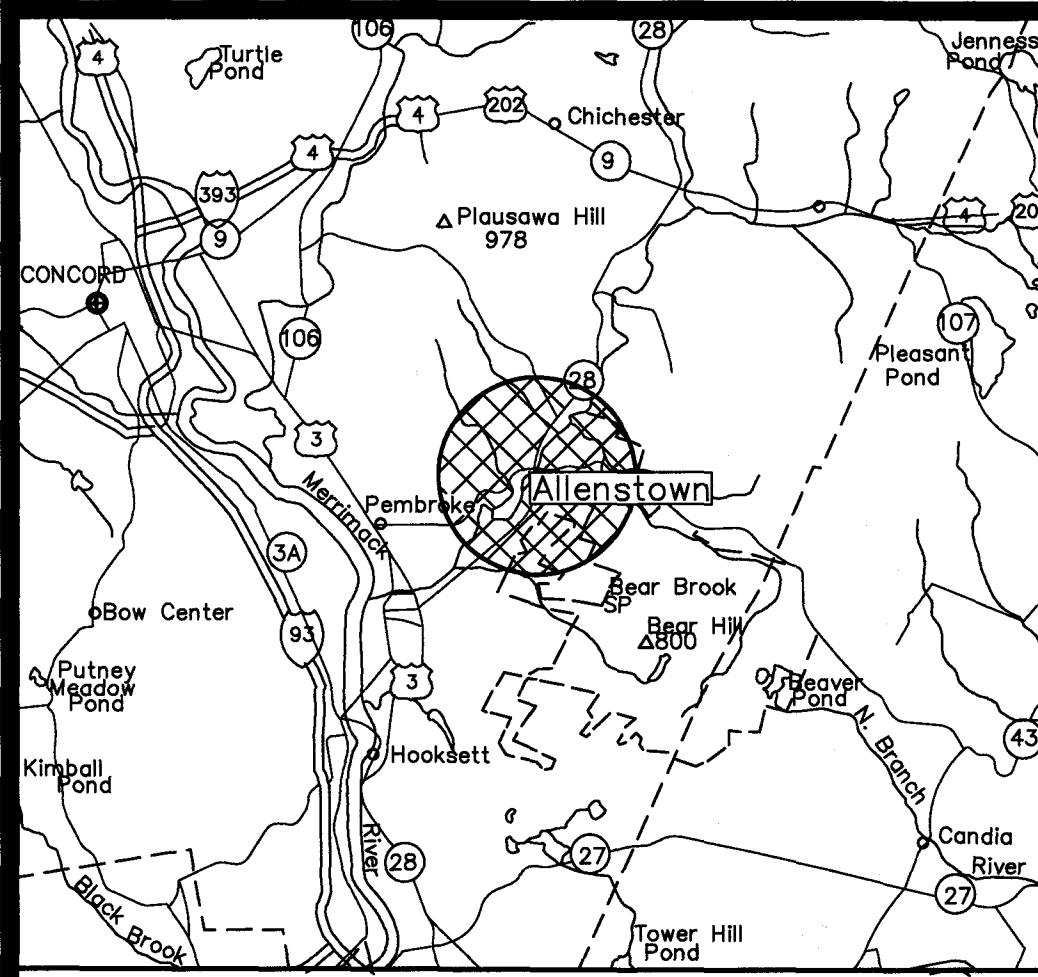 106
28
4
Turtle
Pond
Jenness
Pond
4
202
Chichester
4
9
393
4
20
Plausawa Hill
978
9
CONCORD
106
107
Pleasant
Pond
28
3
Allenstown
Merrimack
Pembroke
3A
Bear Brook
SP
Bow Center
Bear Hill
800
93
Putney
Meadow
Pond
3
Beaver
Pond
N. Branch
43
Hooksett
Kimball
Pond
River
28
27
Candia
River
27
Black Brook
Tower Hill
Pond